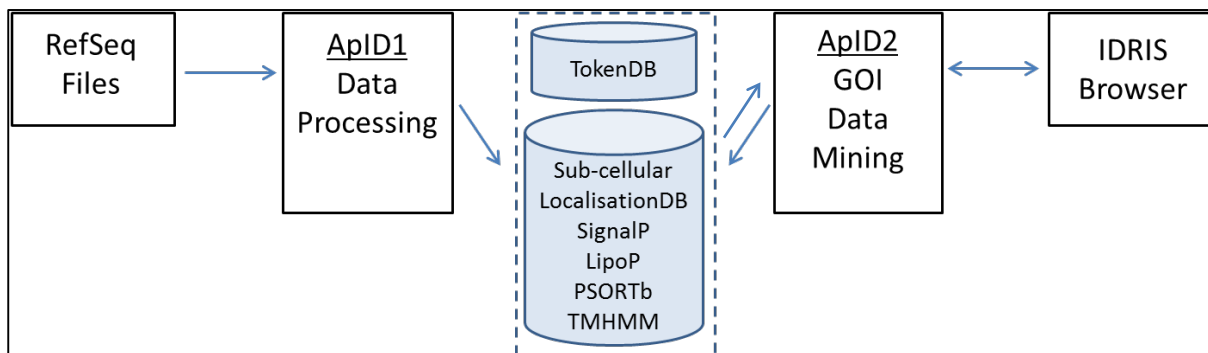 RefSeq
Files
ApID1
Data
Processing
TokenDB
Sub-cellular
LocalisationDB
SignalP
LipoP
PSORTb
TMHMM
ApID2
GOI
Data
Mining
IDRIS
Browser